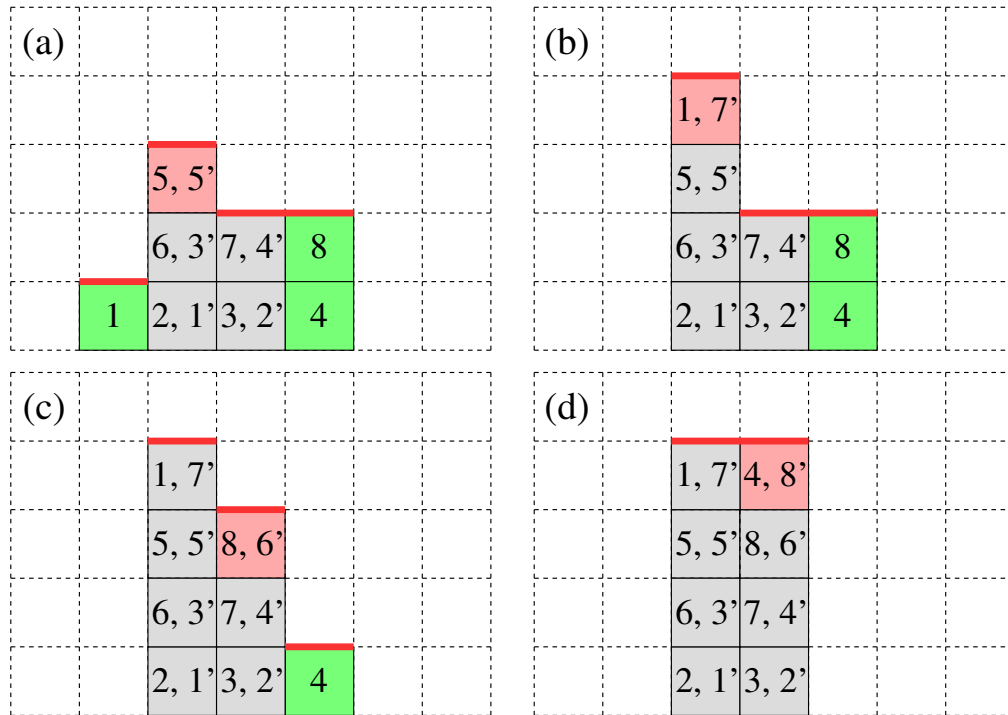 (a)
5, 5’
6, 3’ 7, 4’ 8
1 2, 1’ 3, 2’ 4
(b)
1, 7’
5, 5’
6, 3’ 7, 4’ 8
2, 1’ 3, 2’ 4
(c)
1, 7’
5, 5’ 8, 6’
6, 3’ 7, 4’
2, 1’ 3, 2’ 4
(d)
1, 7’ 4, 8’
5, 5’ 8, 6’
6, 3’ 7, 4’
2, 1’ 3, 2’